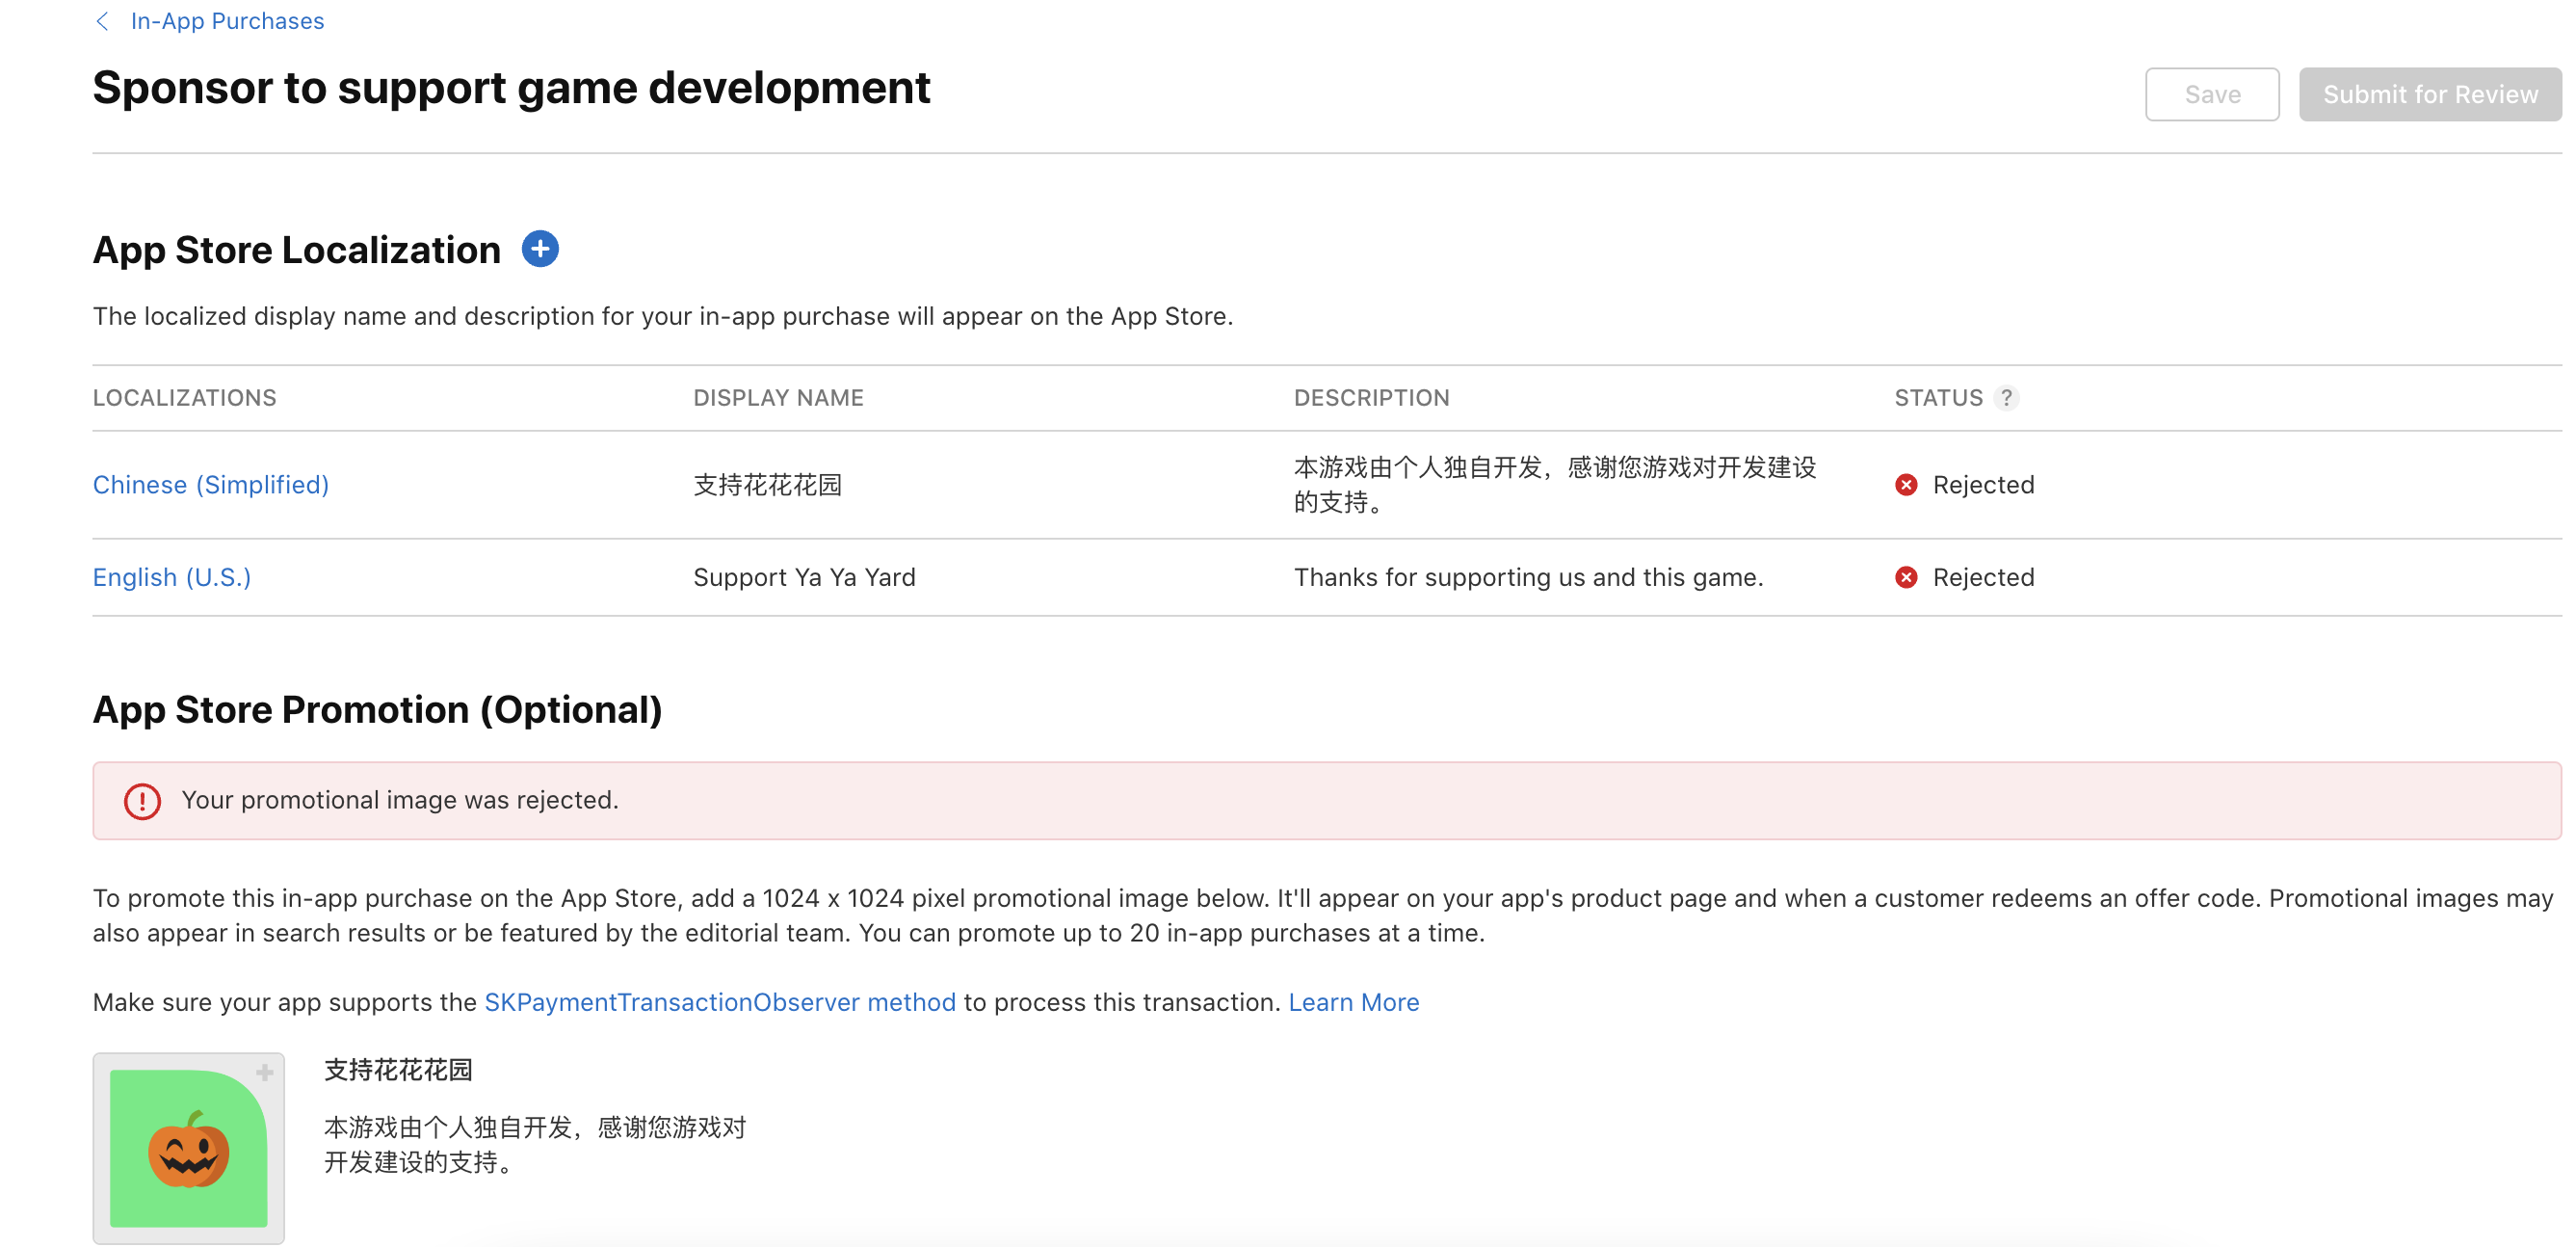 In-App Purchases
Sponsor to support game development
Save
Submit for Review
App Store Localization
The localized display name and description for your in-app purchase will appear on the App Store.
LOCALIZATIONS DISPLAY NAME DESCRIPTION STATUS ?
Chinese (Simplified) 支持花花花园 本游戏由个人独自开发，感谢您游戏对开发建设
的支持。 Rejected
English (U.S.) Support Ya Ya Yard Thanks for supporting us and this game. Rejected
App Store Promotion (Optional)
Your promotional image was rejected.
To promote this in-app purchase on the App Store, add a 1024 x 1024 pixel promotional image below. It'll appear on your app's product page and when a customer redeems an offer code. Promotional images may
also appear in search results or be featured by the editorial team. You can promote up to 20 in-app purchases at a time.
Make sure your app supports the SKPaymentTransactionObserver method to process this transaction. Learn More
支持花花花园
本游戏由个人独自开发，感谢您游戏对
开发建设的支持。